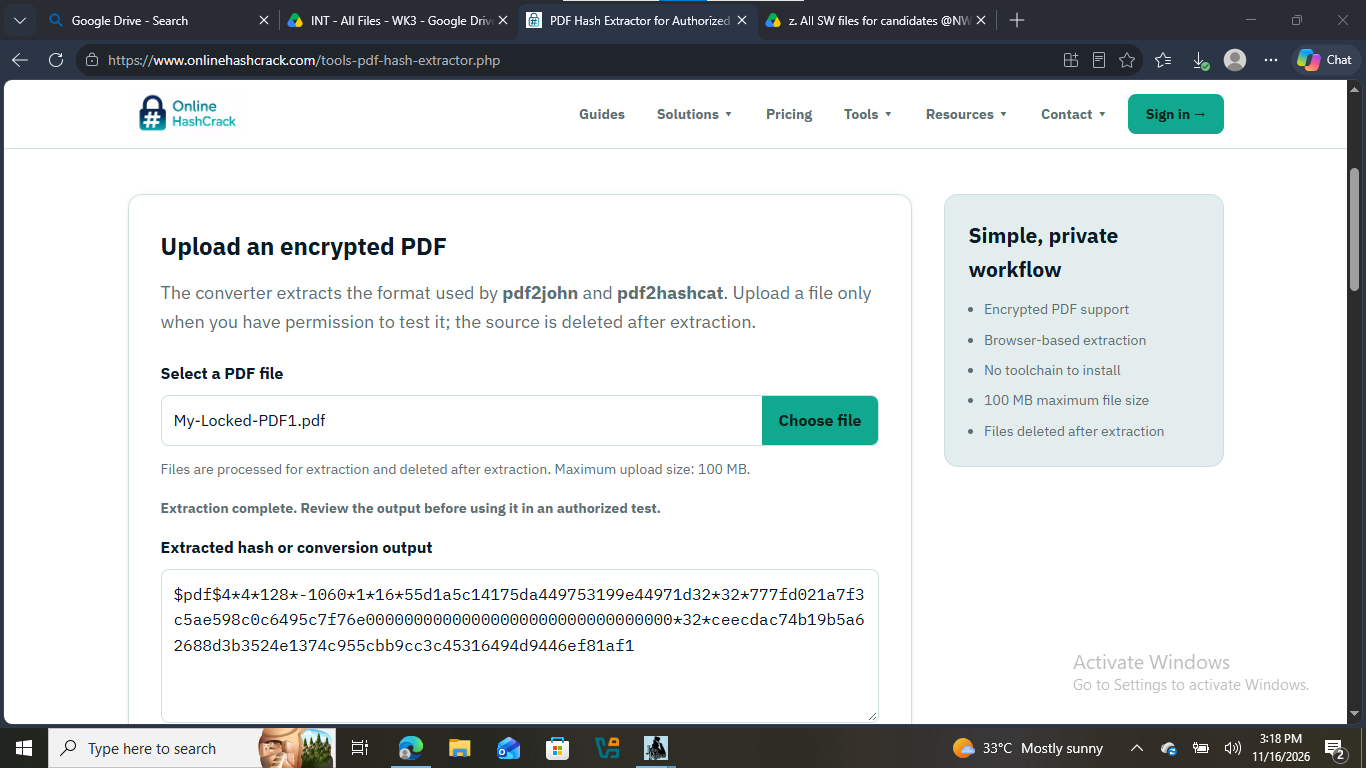 Google Drive - Search
INT - All Files - WK3 - Google Drive
PDF Hash Extractor for Authorized
z. All SW files for candidates @NW
https://www.onlinehashcrack.com/tools-pdf-hash-extractor.php
Chat
Online
HashCrack
Guides
Solutions
Pricing
Tools
Resources
Contact
Sign in →
Upload an encrypted PDF
The converter extracts the format used by pdf2john and pdf2hashcat. Upload a file only
when you have permission to test it; the source is deleted after extraction.
Select a PDF file
My-Locked-PDF1.pdf
Choose file
Files are processed for extraction and deleted after extraction. Maximum upload size: 100 MB.
Extraction complete. Review the output before using it in an authorized test.
Extracted hash or conversion output
$pdf$4*4*128*-1060*1*16*55d1a5c14175da449753199e44971d32*32*777fd021a7f3
c5ae598c0c6495c7f76e00000000000000000000000000000000*32*ceecdac74b19b5a6
2688d3b3524e1374c955cbb9cc3c45316494d9446ef81af1
Simple, private
workflow
Encrypted PDF support
Browser-based extraction
No toolchain to install
100 MB maximum file size
Files deleted after extraction
Activate Windows
Go to Settings to activate Windows.
Type here to search
33°C Mostly sunny
3:18 PM
11/16/2026
2